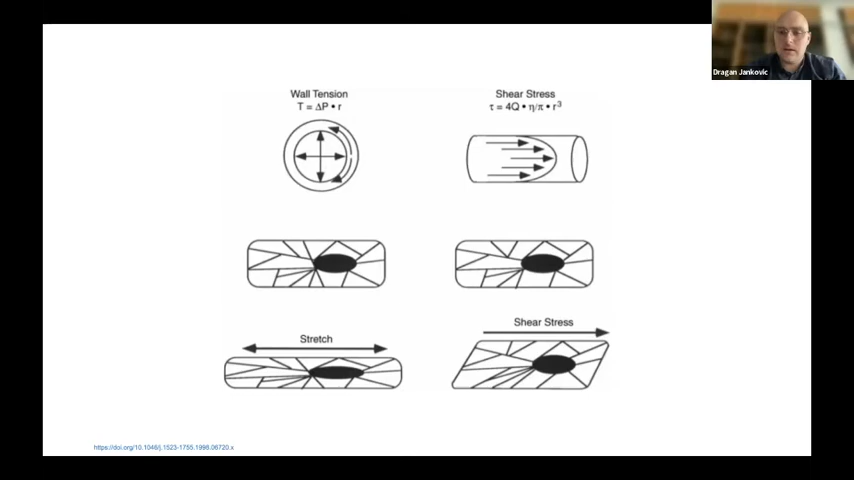 Dragan Jankovic
Wall Tension
T = ΔP • r
Shear Stress
τ = 4Q • η/π • r³
Stretch
Shear Stress
https://doi.org/10.1046/j.1523-1755.1998.06720.x